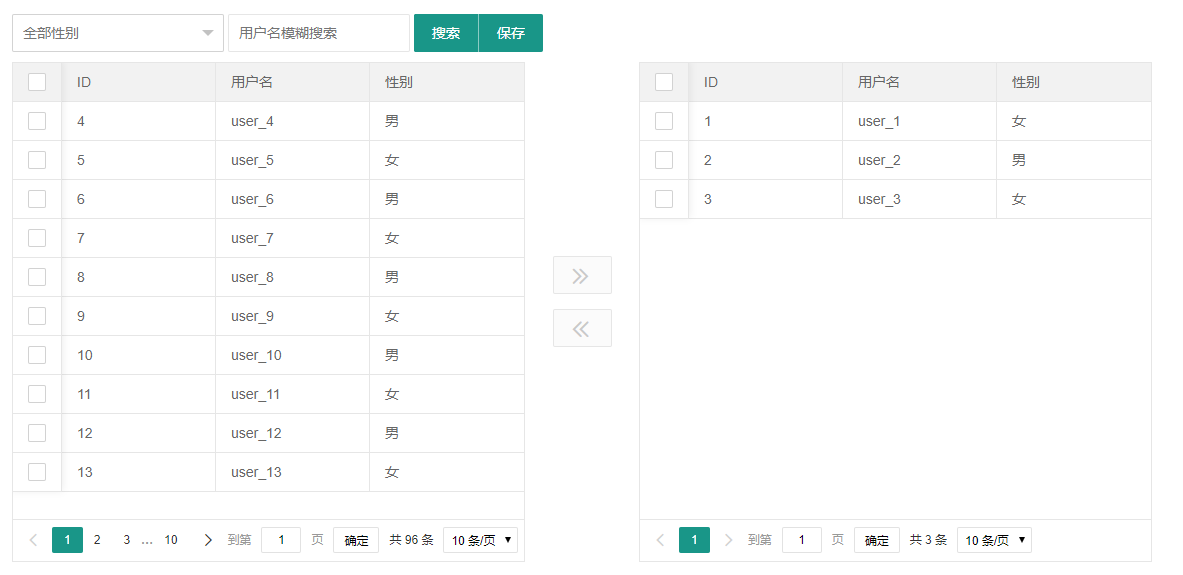 全部性别 用户名模糊搜索 搜索 保存
ID 用户名 性别
4 user_4 男
5 user_5 女
6 user_6 男
7 user_7 女
8 user_8 男
9 user_9 女
10 user_10 男
11 user_11 女
12 user_12 男
13 user_13 女
1 2 3 … 10 到第 1 页 确定 共 96 条 10 条/页
ID 用户名 性别
1 user_1 女
2 user_2 男
3 user_3 女
1 到第 1 页 确定 共 3 条 10 条/页